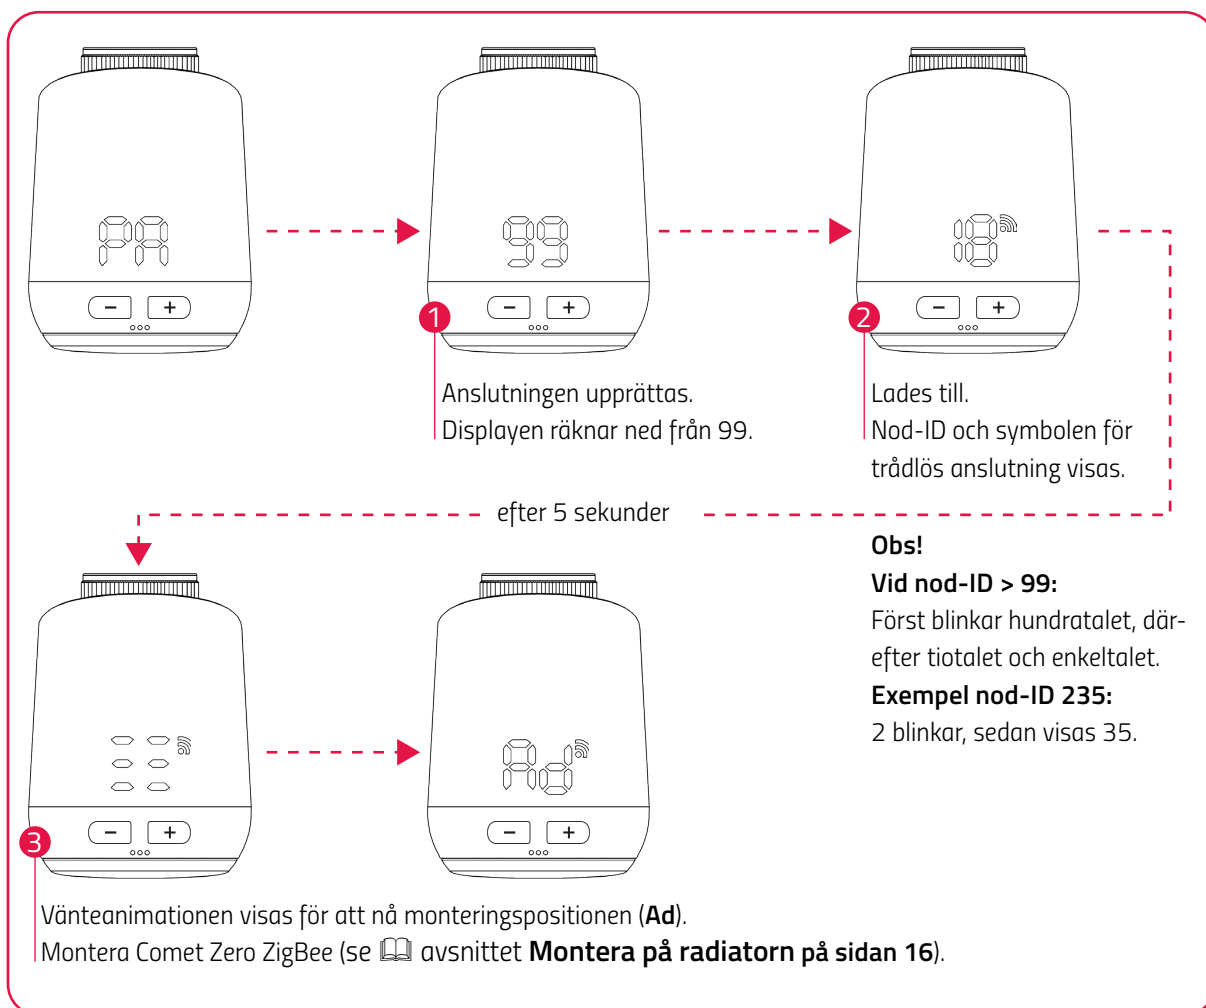 PA
99
18
− +
− +
− +
1
2
Anslutningen upprättas.
Displayen räknar ned från 99.
Lades till.
Nod-ID och symbolen för
trådlös anslutning visas.
efter 5 sekunder
Obs!
Vid nod-ID > 99:
Först blinkar hundratalet, där-
efter tiotalet och enkeltalet.
Exempel nod-ID 235:
2 blinkar, sedan visas 35.
Ad
− +
− +
3
Vänteanimationen visas för att nå monteringspositionen (Ad).
Montera Comet Zero ZigBee (se avsnittet Montera på radiatorn på sidan 16).